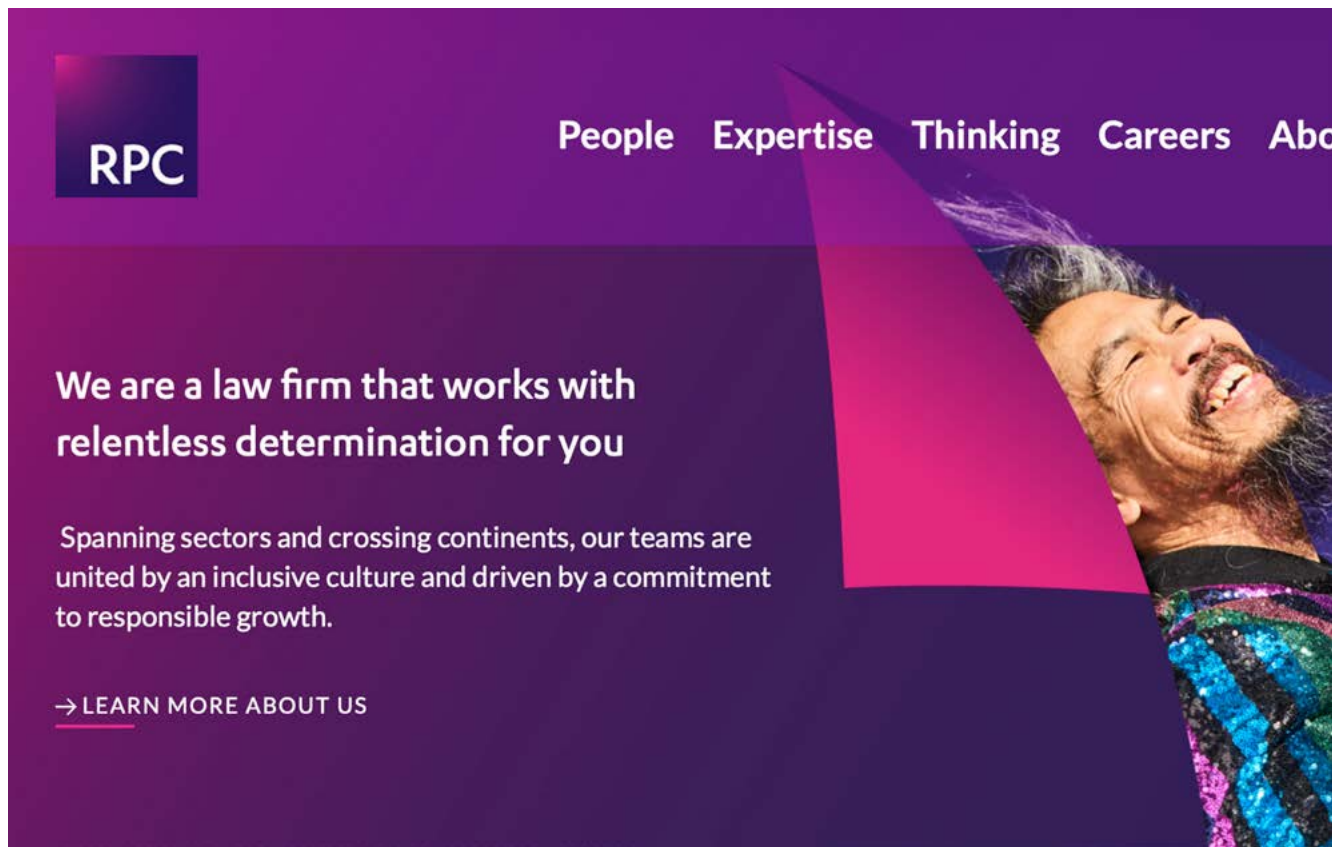 RPC
People Expertise Thinking Careers Abo
We are a law firm that works with
relentless determination for you
Spanning sectors and crossing continents, our teams are
united by an inclusive culture and driven by a commitment
to responsible growth.
→ LEARN MORE ABOUT US